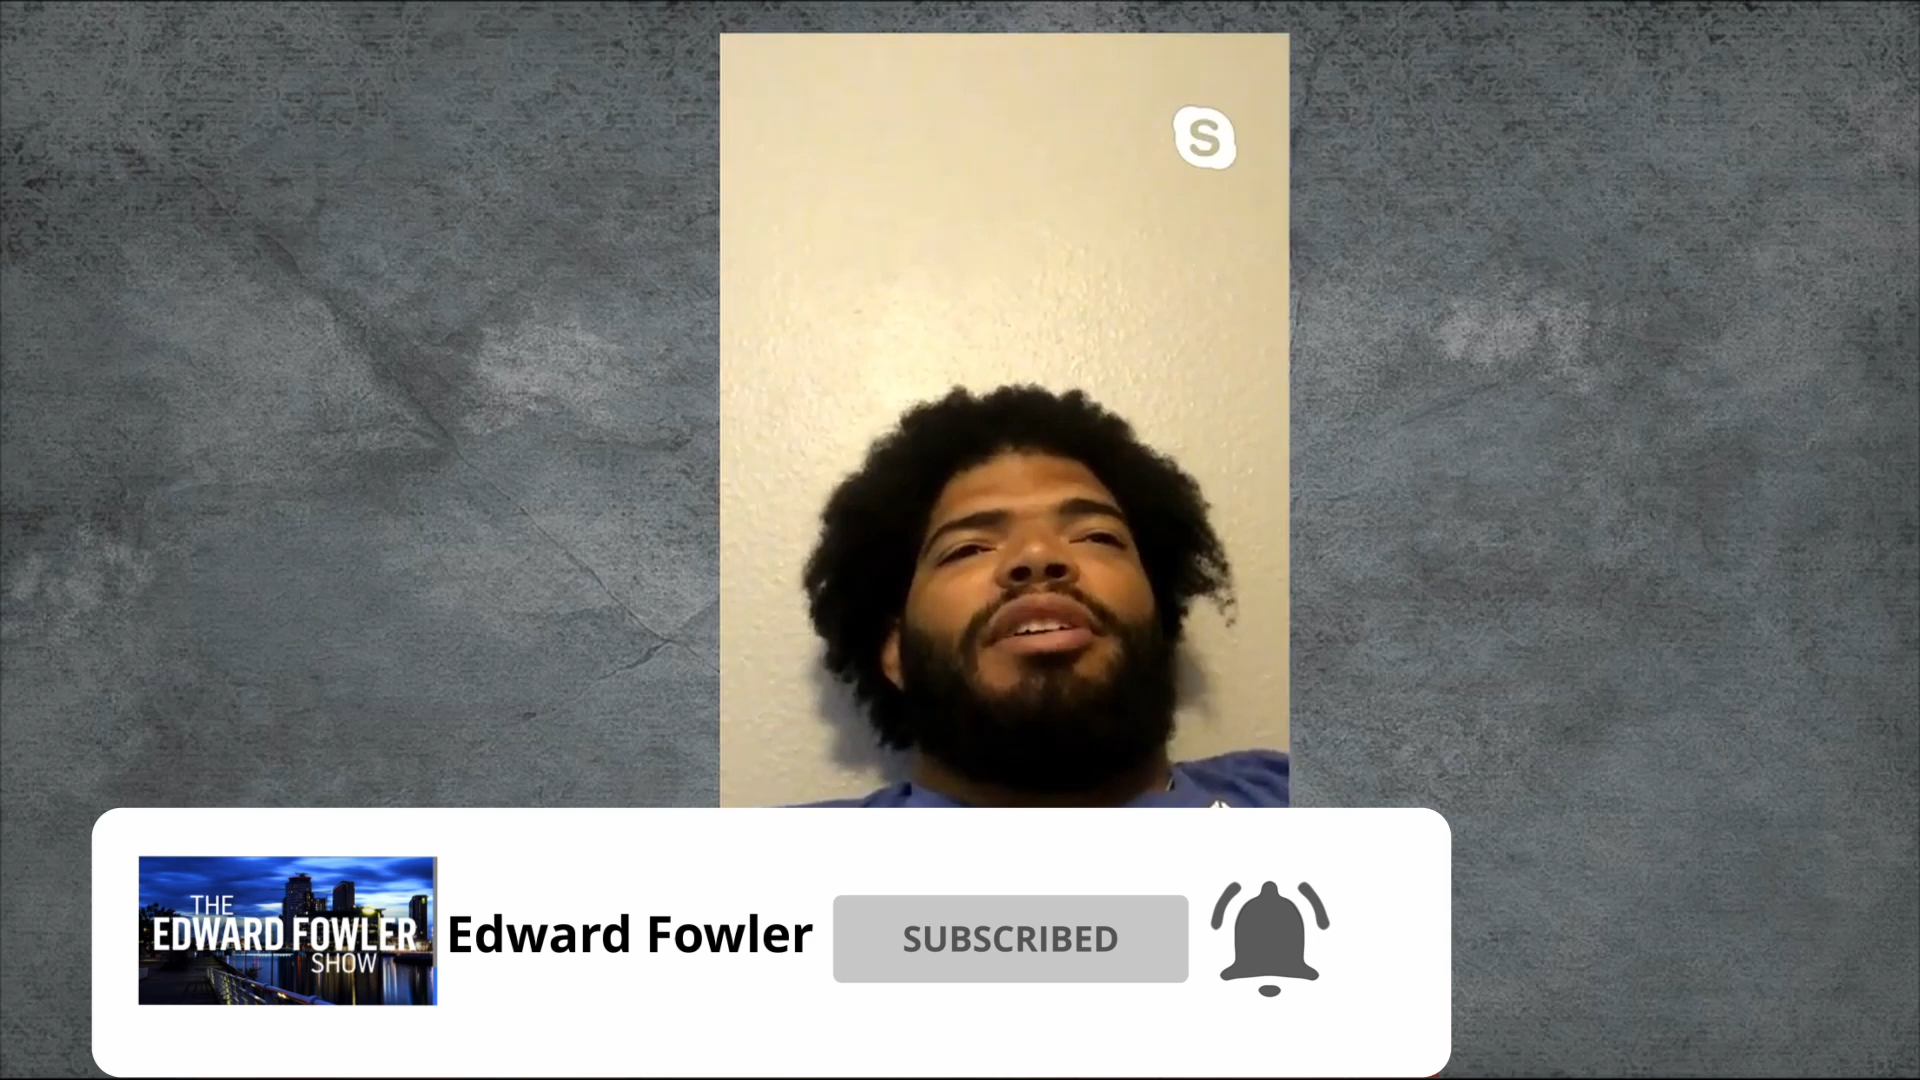 S
THE
EDWARD FOWLER
SHOW
Edward Fowler
SUBSCRIBED